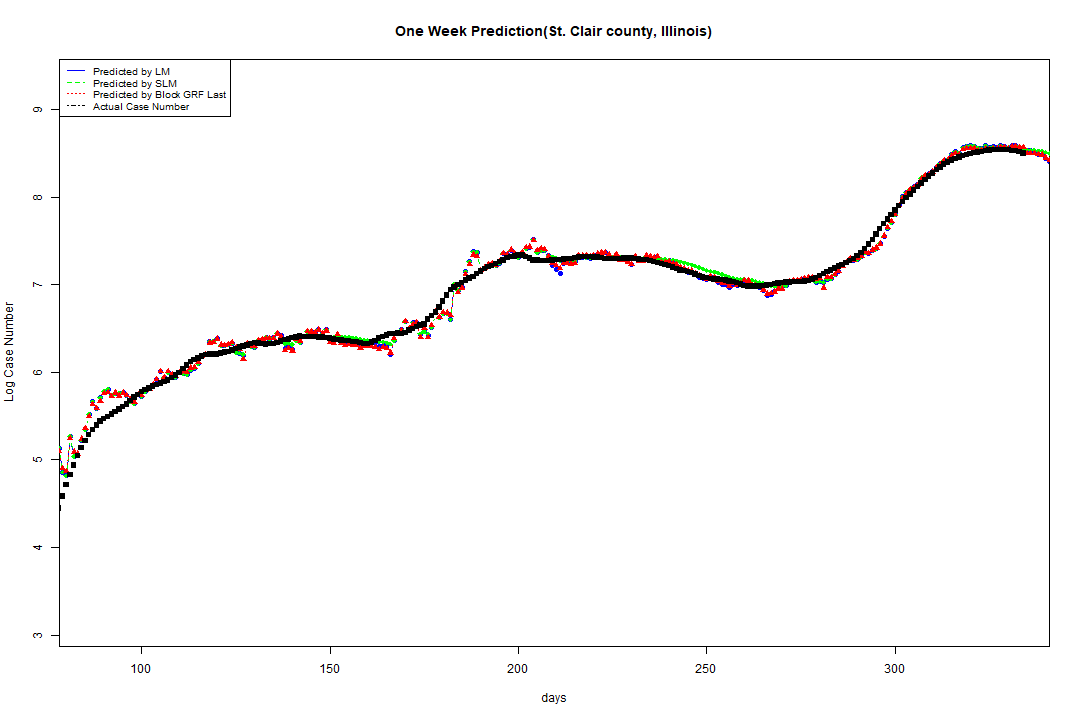 One Week Prediction(St. Clair county, Illinois)
Predicted by LM
Predicted by SLM
Predicted by Block GRF Last
Actual Case Number
9
8
7
6
5
4
3
Log Case Number
100 150 200 250 300
days